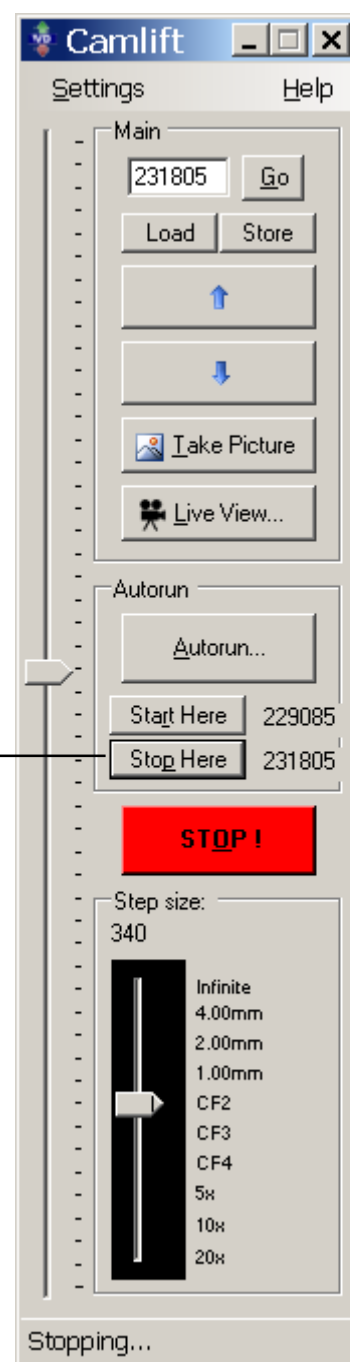 Camlift
Settings Help
Main
231805 Go
Load Store
Take Picture
Live View...
Autorun
Autorun...
Start Here 229085
Stop Here 231805
STOP !
Step size:
340
Infinite
4.00mm
2.00mm
1.00mm
CF2
CF3
CF4
5x
10x
20x
Stopping...